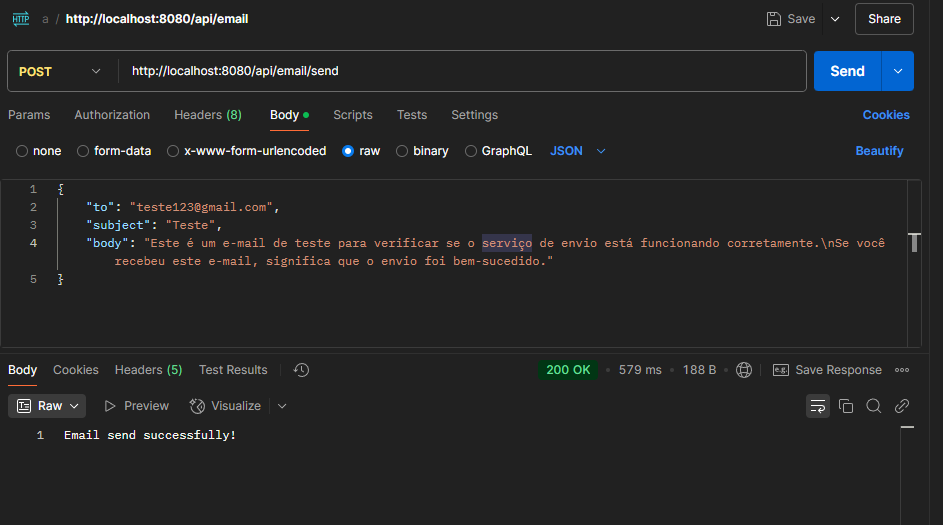 HTTP a / http://localhost:8080/api/email Save Share
POST http://localhost:8080/api/email/send Send
Params Authorization Headers (8) Body Scripts Tests Settings Cookies
none form-data x-www-form-urlencoded raw binary GraphQL JSON Beautify
1 {
2 "to": "teste123@gmail.com",
3 "subject": "Teste",
4 "body": "Este é um e-mail de teste para verificar se o serviço de envio está funcionando corretamente.\nSe você
recebeu este e-mail, significa que o envio foi bem-sucedido."
5 }
Body Cookies Headers (5) Test Results 200 OK 579 ms 188 B e.g. Save Response
Raw Preview Visualize
1 Email send successfully!